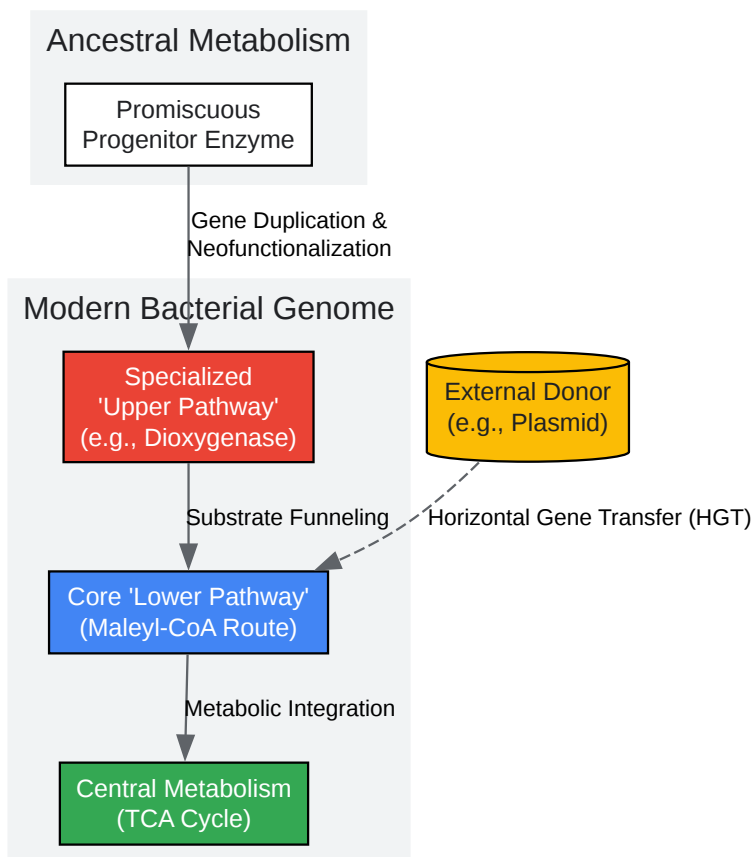 Ancestral Metabolism
Promiscuous
Progenitor Enzyme
Gene Duplication &
Neofunctionalization
Modern Bacterial Genome
Specialized
'Upper Pathway'
(e.g., Dioxygenase)
External Donor
(e.g., Plasmid)
Substrate Funneling
Horizontal Gene Transfer (HGT)
Core 'Lower Pathway'
(Maleyl-CoA Route)
Metabolic Integration
Central Metabolism
(TCA Cycle)